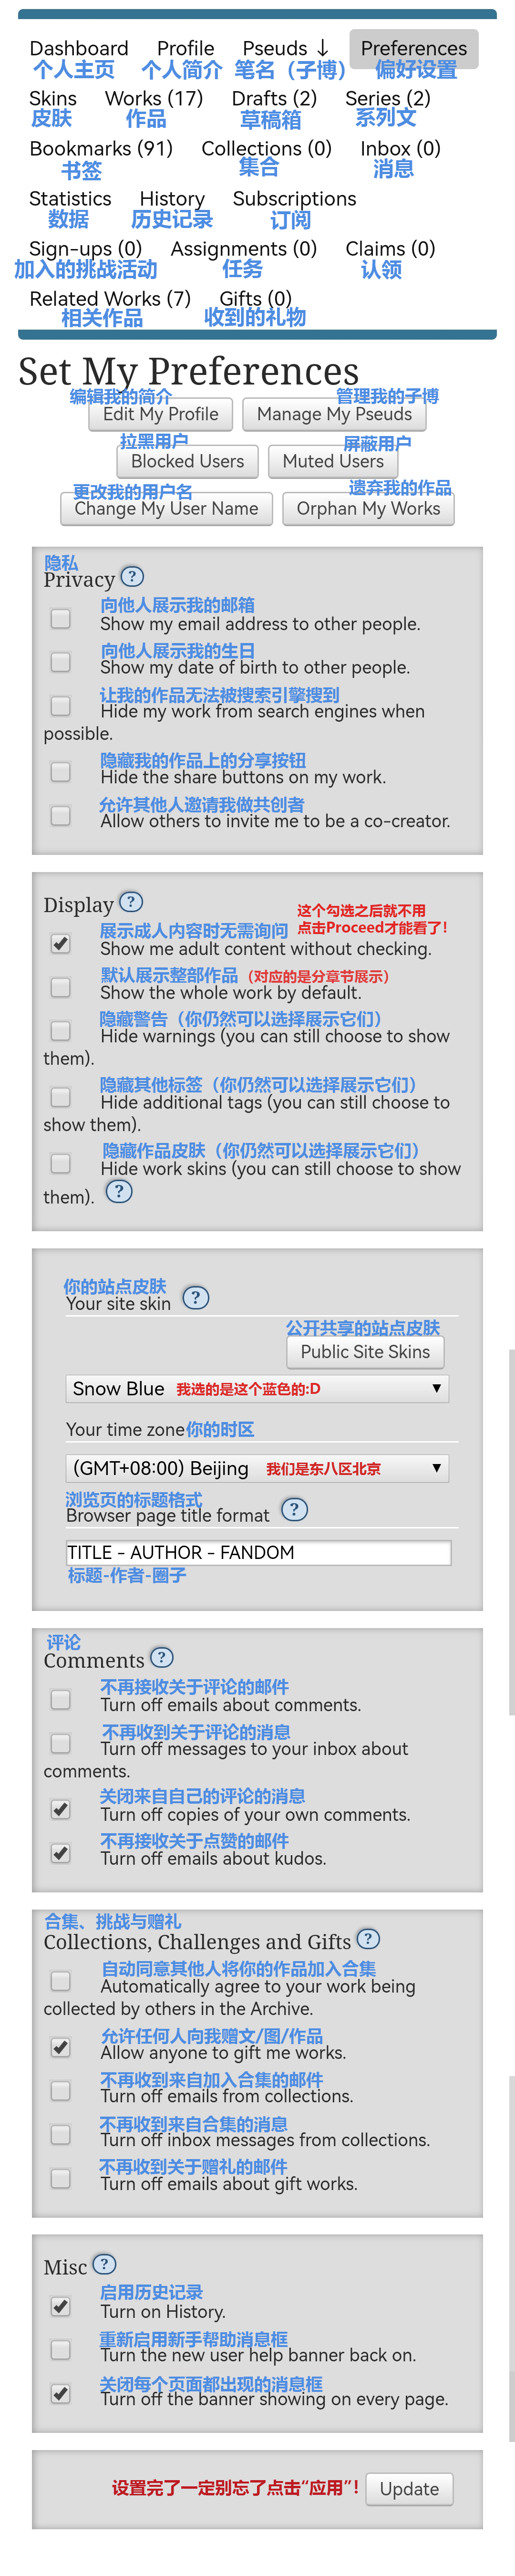 Dashboard Profile Pseuds ↓ Preferences
个人主页 个人简介 笔名（子博） 偏好设置
Skins Works (17) Drafts (2) Series (2)
皮肤 作品 草稿箱 系列文
Bookmarks (91) Collections (0) Inbox (0)
书签 集合 消息
Statistics History Subscriptions
数据 历史记录 订阅
Sign-ups (0) Assignments (0) Claims (0)
加入的挑战活动 任务 认领
Related Works (7) Gifts (0)
相关作品 收到的礼物
Set My Preferences
编辑我的简介 管理我的子博
Edit My Profile Manage My Pseuds
拉黑用户 屏蔽用户
Blocked Users Muted Users
更改我的用户名 遗弃我的作品
Change My User Name Orphan My Works
隐私
Privacy ?
向他人展示我的邮箱
Show my email address to other people.
向他人展示我的生日
Show my date of birth to other people.
让我的作品无法被搜索引擎搜到
Hide my work from search engines when
possible.
隐藏我的作品上的分享按钮
Hide the share buttons on my work.
允许其他人邀请我做共创者
Allow others to invite me to be a co-creator.
Display ?
这个勾选之后就不用
点击Proceed才能看了！
展示成人内容时无需询问
Show me adult content without checking.
默认展示整部作品（对应的是分章节展示）
Show the whole work by default.
隐藏警告（你仍然可以选择展示它们）
Hide warnings (you can still choose to show
them).
隐藏其他标签（你仍然可以选择展示它们）
Hide additional tags (you can still choose to
show them).
隐藏作品皮肤（你仍然可以选择展示它们）
Hide work skins (you can still choose to show
them). ?
你的站点皮肤
Your site skin ?
公开共享的站点皮肤
Public Site Skins
Snow Blue 我选的是这个蓝色的:D ▼
Your time zone你的时区
(GMT+08:00) Beijing 我们是东八区北京 ▼
浏览页的标题格式
Browser page title format ?
TITLE - AUTHOR - FANDOM
标题-作者-圈子
评论
Comments ?
不再接收关于评论的邮件
Turn off emails about comments.
不再收到关于评论的消息
Turn off messages to your inbox about
comments.
关闭来自自己的评论的消息
Turn off copies of your own comments.
不再接收关于点赞的邮件
Turn off emails about kudos.
合集、挑战与赠礼
Collections, Challenges and Gifts ?
自动同意其他人将你的作品加入合集
Automatically agree to your work being
collected by others in the Archive.
允许任何人向我赠文/图/作品
Allow anyone to gift me works.
不再收到来自加入合集的邮件
Turn off emails from collections.
不再收到来自合集的消息
Turn off inbox messages from collections.
不再收到关于赠礼的邮件
Turn off emails about gift works.
Misc ?
启用历史记录
Turn on History.
重新启用新手帮助消息框
Turn the new user help banner back on.
关闭每个页面都出现的消息框
Turn off the banner showing on every page.
设置完了一定别忘了点击“应用”！ Update